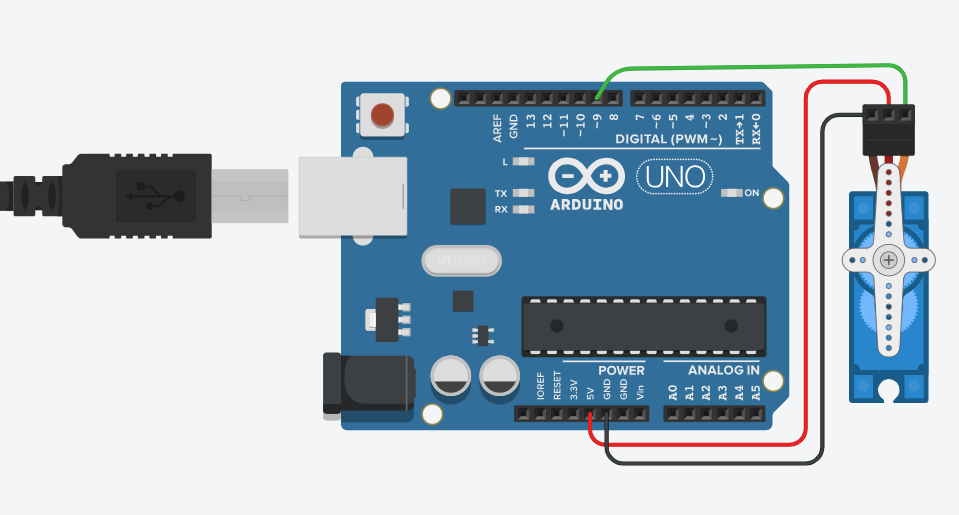 AREF
GND
13
12
~11
~10
~9
8
7
~6
~5
4
~3
2
TX→1
RX←0
DIGITAL (PWM~)
L
TX
RX
ARDUINO
UNO
ON
POWER
ANALOG IN
IOREF
RESET
3.3V
5V
GND
GND
Vin
A0
A1
A2
A3
A4
A5